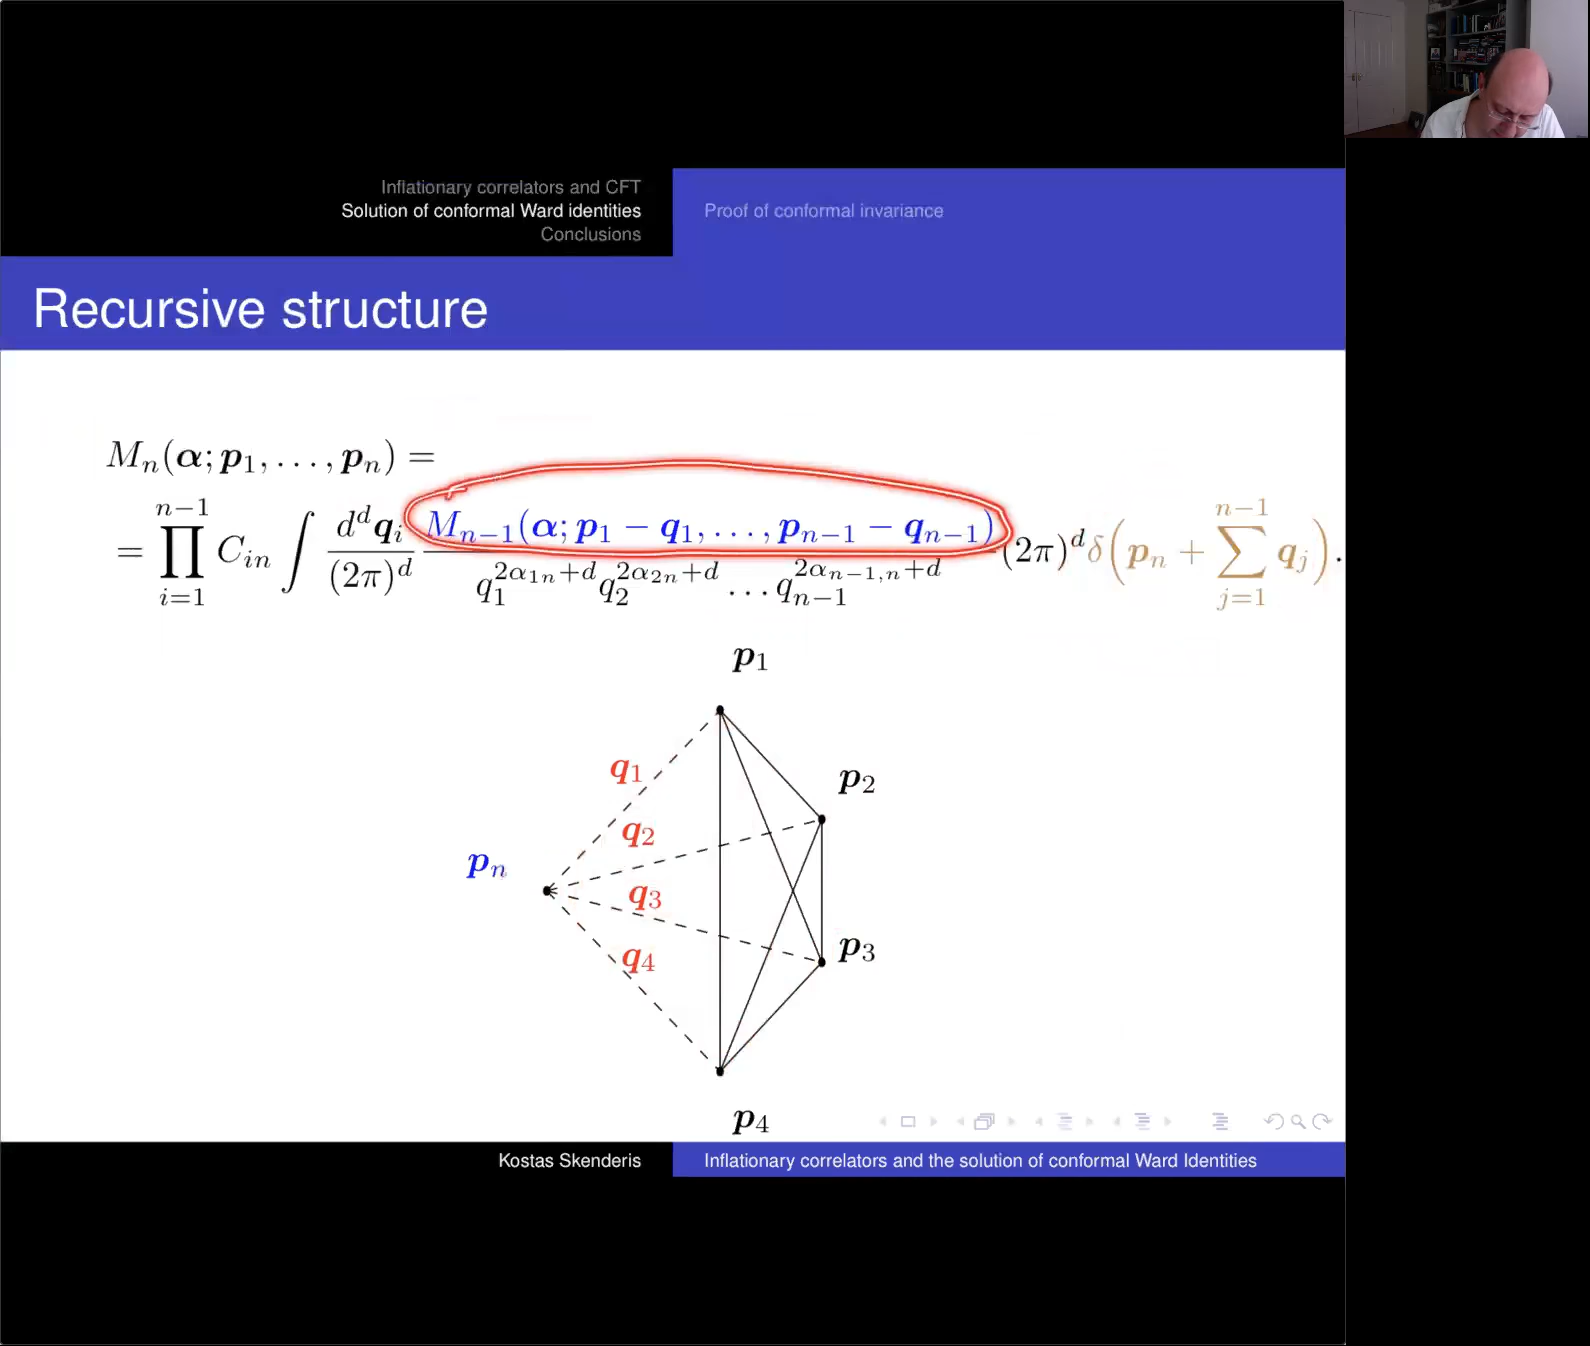 Inflationary correlators and CFT
Solution of conformal Ward identities
Conclusions
Proof of conformal invariance
Recursive structure
M_n(α; p_1, . . . , p_n) =
= ∏_{i=1}^{n−1} C_{in} ∫ \frac{d^d q_i}{(2π)^d} \frac{M_{n−1}(α; p_1 − q_1, . . . , p_{n−1} − q_{n−1})}{q_1^{2α_{1n}+d} q_2^{2α_{2n}+d} . . . q_{n−1}^{2α_{n−1,n}+d}} (2π)^d δ(p_n + ∑_{j=1}^{n−1} q_j).
p_1
q_1
p_2
q_2
p_n
q_3
p_3
q_4
p_4
Kostas Skenderis
Inflationary correlators and the solution of conformal Ward Identities